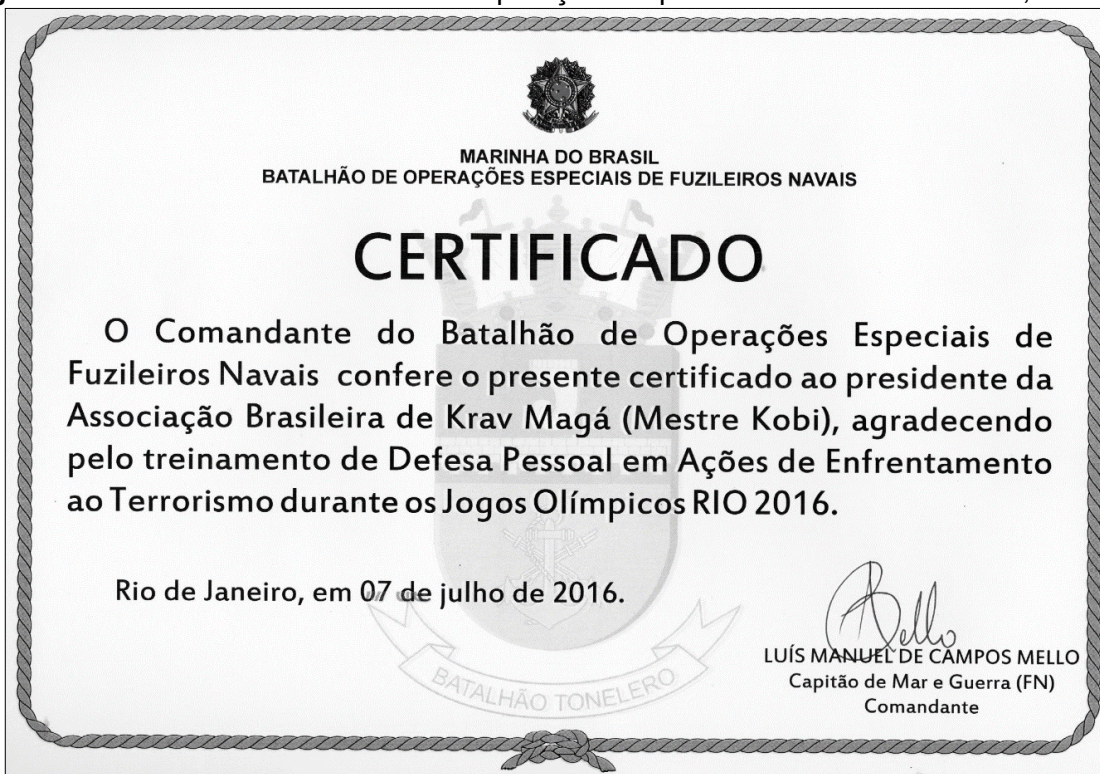 MARINHA DO BRASIL
BATALHÃO DE OPERAÇÕES ESPECIAIS DE FUZILEIROS NAVAIS
CERTIFICADO
O Comandante do Batalhão de Operações Especiais de
Fuzileiros Navais confere o presente certificado ao presidente da
Associação Brasileira de Krav Magá (Mestre Kobi), agradecendo
pelo treinamento de Defesa Pessoal em Ações de Enfrentamento
ao Terrorismo durante os Jogos Olímpicos RIO 2016.
Rio de Janeiro, em 07 de julho de 2016.
Mello
LUÍS MANUEL DE CAMPOS MELLO
Capitão de Mar e Guerra (FN)
Comandante
BATALHÃO TONELERO